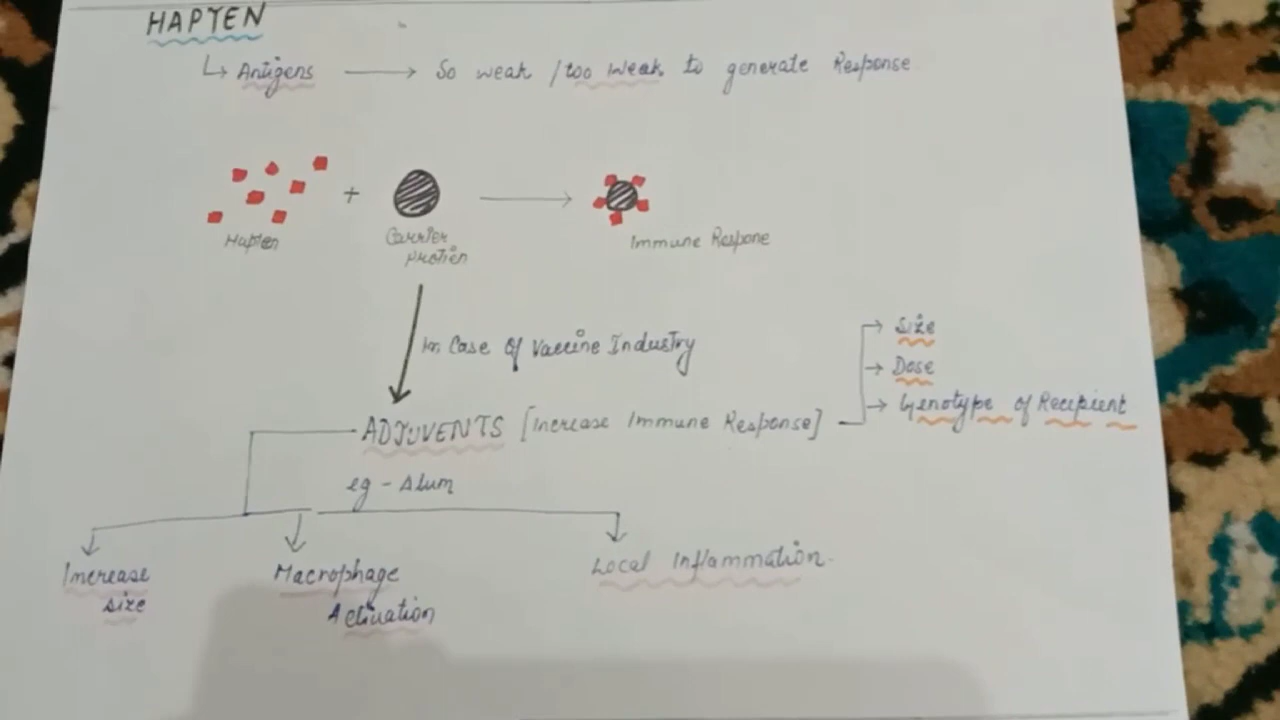 HAPTEN
↳ Antigens → So weak / too weak to generate Response
+
Hapten
Carrier
protien
Immune Respone
In Case of Vaccine Industry
Size
Dose
Genotype of Recipient
ADJUVENTS [Increase Immune Response]
eg - Alum
Increase
size
Macrophage
Activation
Local Inflammation.